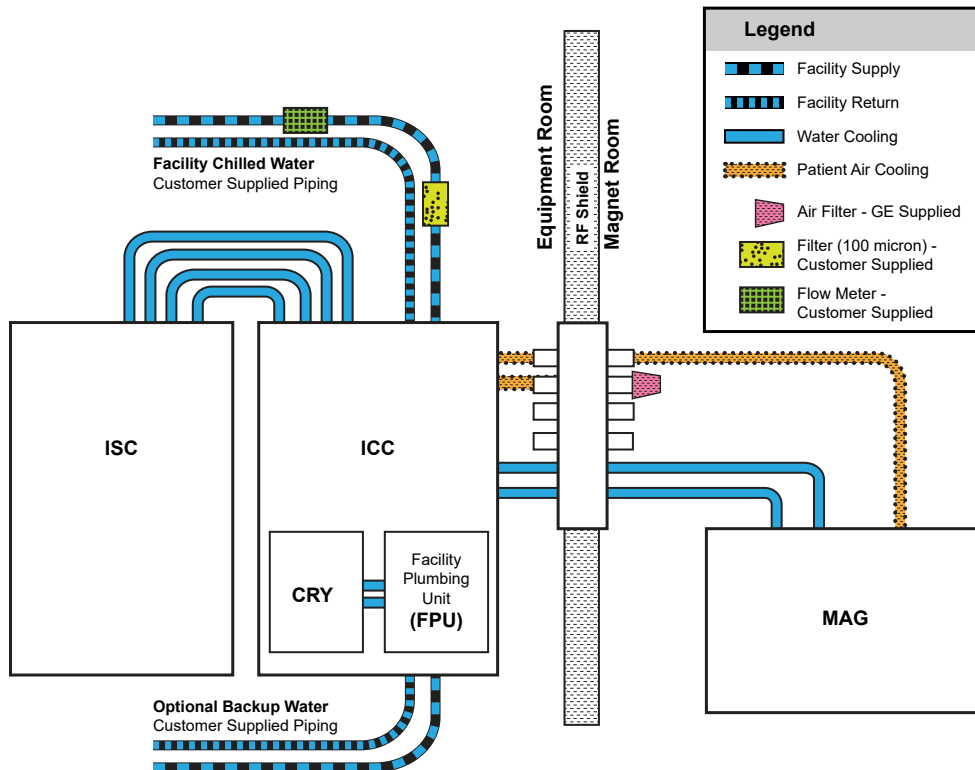 Legend
Facility Supply
Facility Return
Water Cooling
Patient Air Cooling
Air Filter - GE Supplied
Filter (100 micron) -
Customer Supplied
Flow Meter -
Customer Supplied
Facility Chilled Water
Customer Supplied Piping
Equipment Room
RF Shield
Magnet Room
ISC
ICC
CRY
Facility
Plumbing
Unit
(FPU)
MAG
Optional Backup Water
Customer Supplied Piping